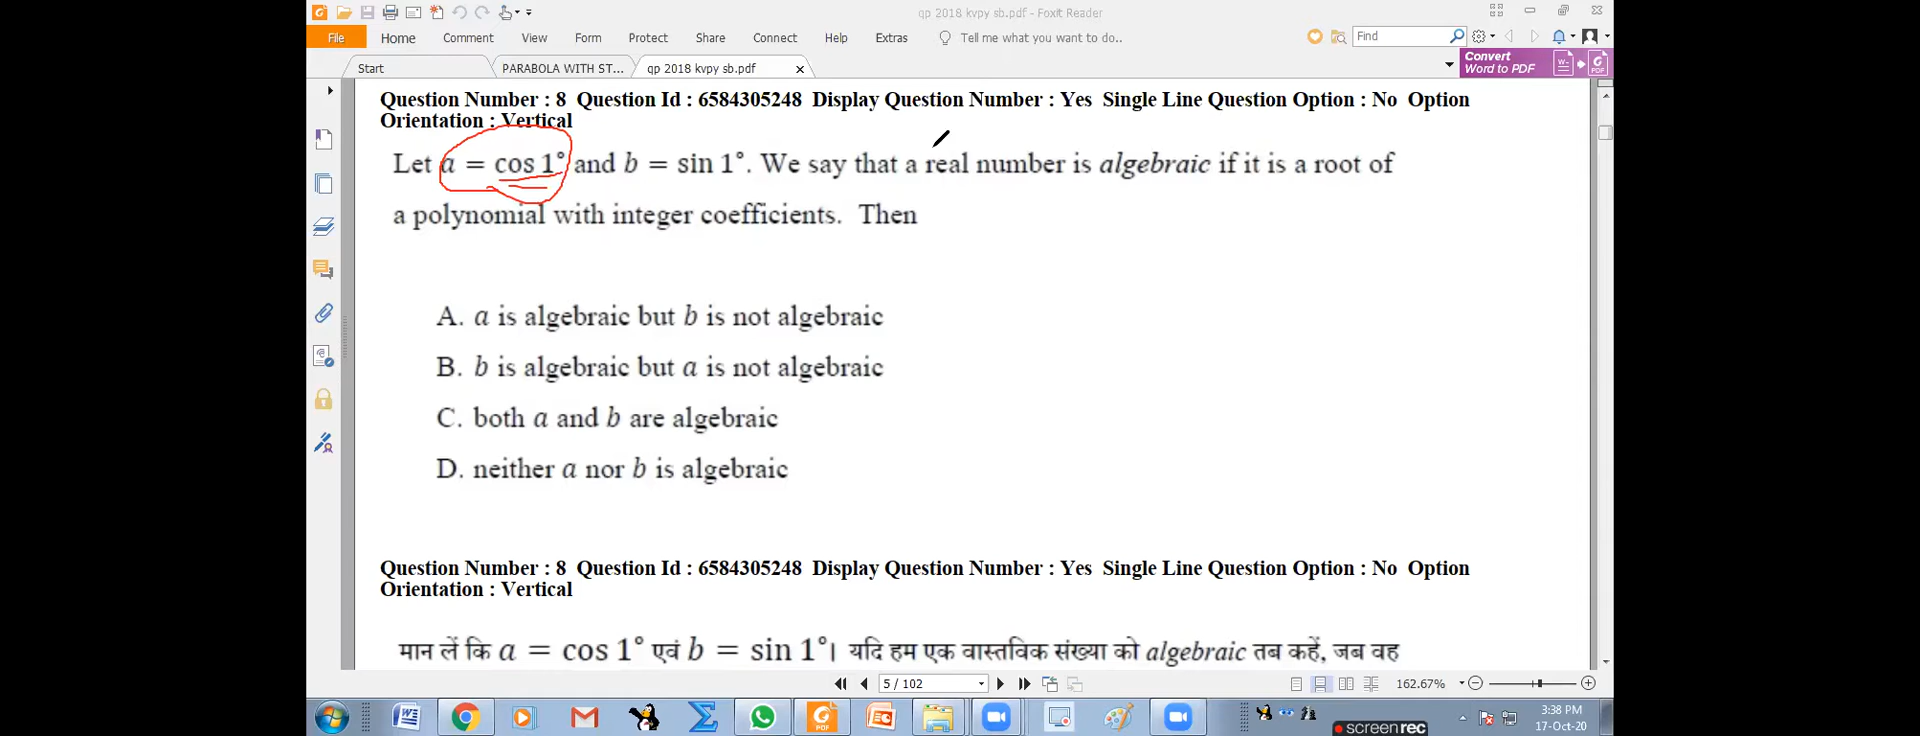 qp 2018 kvpy sb.pdf - Foxit Reader
File Home Comment View Form Protect Share Connect Help Extras Tell me what you want to do.. Find
Start PARABOLA WITH ST... qp 2018 kvpy sb.pdf
Convert
Word to PDF
Question Number : 8 Question Id : 6584305248 Display Question Number : Yes Single Line Question Option : No Option
Orientation : Vertical
Let a = cos 1° and b = sin 1°. We say that a real number is algebraic if it is a root of
a polynomial with integer coefficients. Then
A. a is algebraic but b is not algebraic
B. b is algebraic but a is not algebraic
C. both a and b are algebraic
D. neither a nor b is algebraic
Question Number : 8 Question Id : 6584305248 Display Question Number : Yes Single Line Question Option : No Option
Orientation : Vertical
मान लें कि a = cos 1° एवं b = sin 1°। यदि हम एक वास्तविक संख्या को algebraic तब कहें, जब वह
5 / 102
162.67%
3:38 PM
17-Oct-20
screenrec